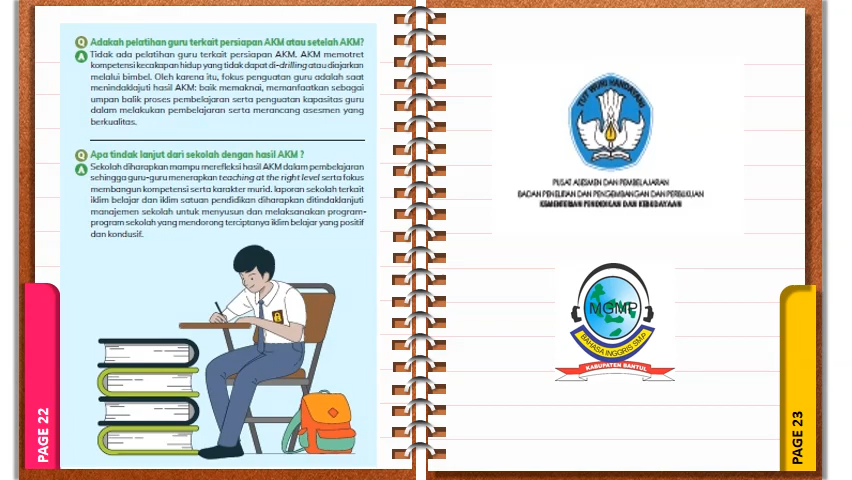 Q Adakah pelatihan guru terkait persiapan AKM atau setelah AKM?
A Tidak ada pelatihan guru terkait persiapan AKM. AKM memotret
kompetensi kecakapan hidup yang tidak dapat di-drilling atau diajarkan
melalui bimbel. Oleh karena itu, fokus penguatan guru adalah saat
menindaklajuti hasil AKM: baik memaknai, memanfaatkan sebagai
umpan balik proses pembelajaran serta penguatan kapasitas guru
dalam melakukan pembelajaran serta merancang asesmen yang
berkualitas.
Q Apa tindak lanjut dari sekolah dengan hasil AKM ?
A Sekolah diharapkan mampu merefleksi hasil AKM dalam pembelajaran
sehingga guru-guru menerapkan teaching at the right level serta fokus
membangun kompetensi serta karakter murid. laporan sekolah terkait
iklim belajar dan iklim satuan pendidikan diharapkan ditindaklanjuti
manajemen sekolah untuk menyusun dan melaksanakan program-
program sekolah yang mendorong terciptanya iklim belajar yang positif
dan kondusif.
PAGE 22
TUT WURI HANDAYANI
PUSAT ASESMEN DAN PEMBELAJARAN
BADAN PENELITIAN DAN PENGEMBANGAN DAN PERBUKUAN
KEMENTERIAN PENDIDIKAN DAN KEBUDAYAAN
MGMP
BAHASA INGGRIS SMP
KABUPATEN BANTUL
PAGE 23